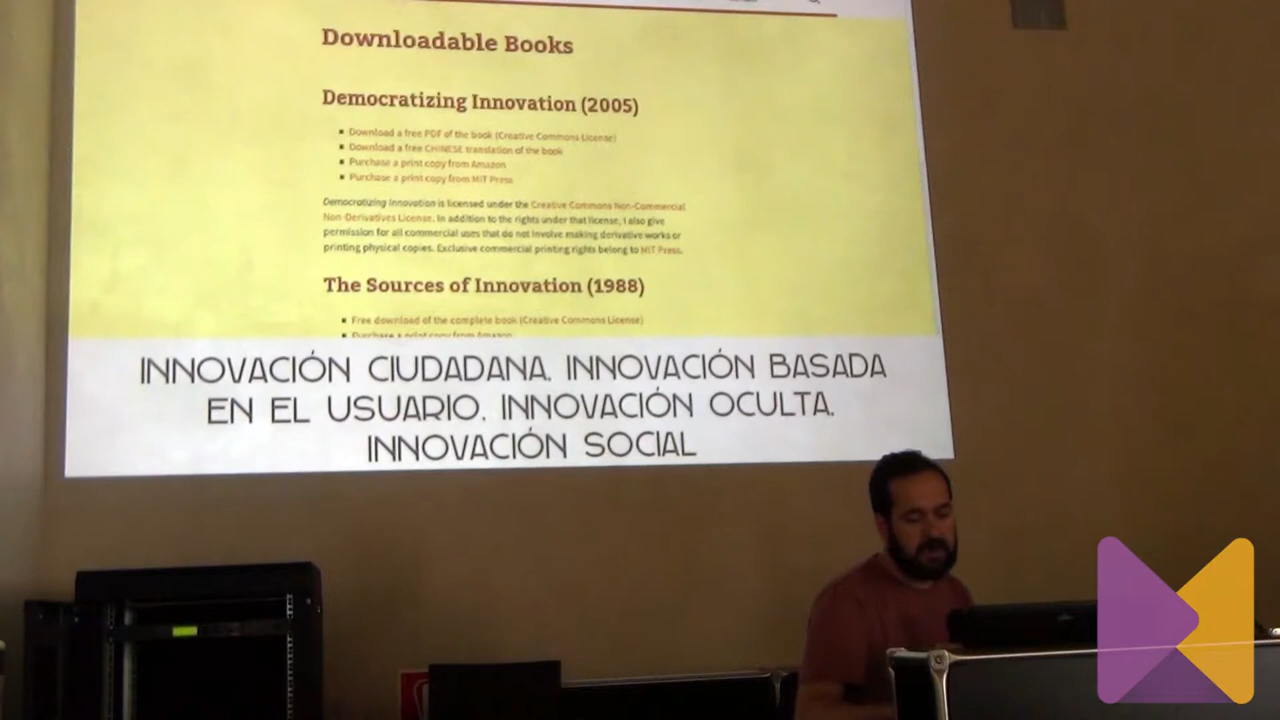 Downloadable Books
Democratizing Innovation (2005)
Download a free PDF of the book (Creative Commons License)
Download a free CHINESE translation of the book
Purchase a print copy from Amazon
Purchase a print copy from MIT Press
Democratizing Innovation is licensed under the Creative Commons Non-Commercial
Non-Derivatives License. In addition to the rights under that license, I also give
permission for all commercial uses that do not involve making derivative works or
printing physical copies. Exclusive commercial printing rights belong to MIT Press.
The Sources of Innovation (1988)
Free download of the complete book (Creative Commons License)
Purchase a print copy from Amazon
INNOVACIÓN CIUDADANA. INNOVACIÓN BASADA
EN EL USUARIO. INNOVACIÓN OCULTA.
INNOVACIÓN SOCIAL